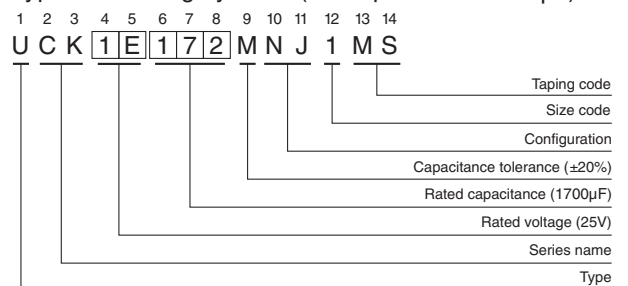 1 2 3 4 5 6 7 8 9 10 11 12 13 14
U C K 1 E 1 7 2 M N J 1 M S
Taping code
Size code
Configuration
Capacitance tolerance (±20%)
Rated capacitance (1700µF)
Rated voltage (25V)
Series name
Type